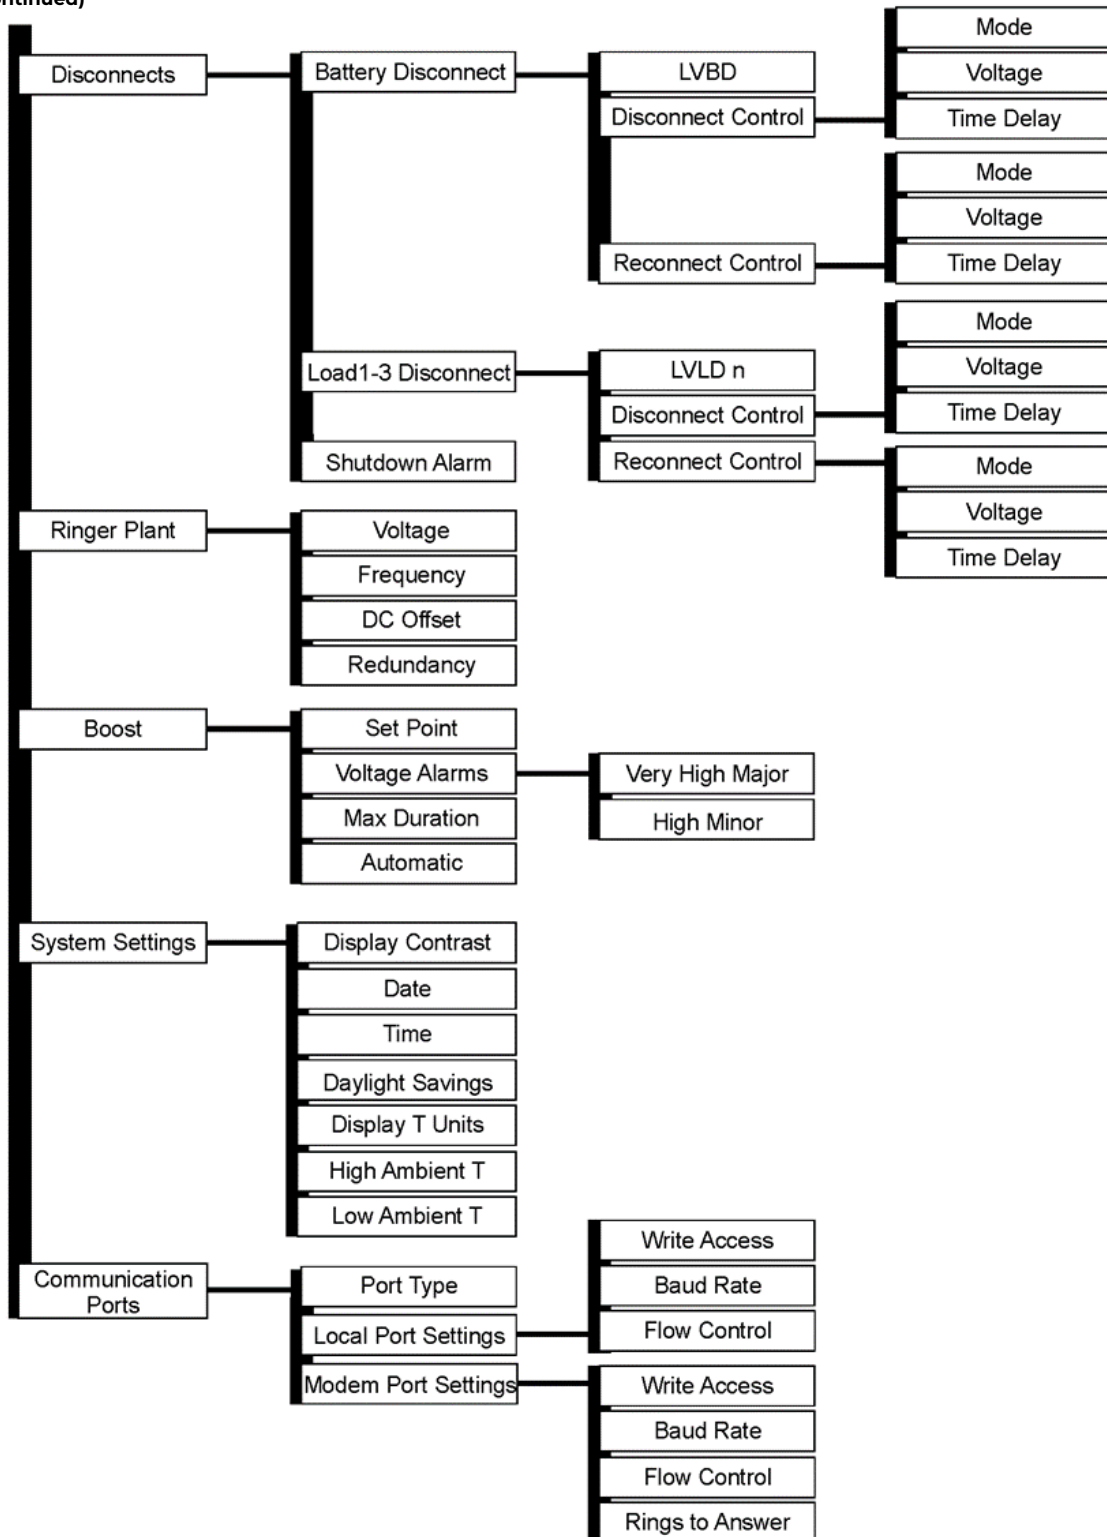 ontinued)
Disconnects
Battery Disconnect
LVBD
Disconnect Control
Mode
Voltage
Time Delay
Reconnect Control
Mode
Voltage
Time Delay
Load1-3 Disconnect
LVLD n
Disconnect Control
Mode
Voltage
Time Delay
Reconnect Control
Mode
Voltage
Time Delay
Shutdown Alarm
Ringer Plant
Voltage
Frequency
DC Offset
Redundancy
Boost
Set Point
Voltage Alarms
Very High Major
High Minor
Max Duration
Automatic
System Settings
Display Contrast
Date
Time
Daylight Savings
Display T Units
High Ambient T
Low Ambient T
Communication
Ports
Port Type
Local Port Settings
Write Access
Baud Rate
Flow Control
Modem Port Settings
Write Access
Baud Rate
Flow Control
Rings to Answer